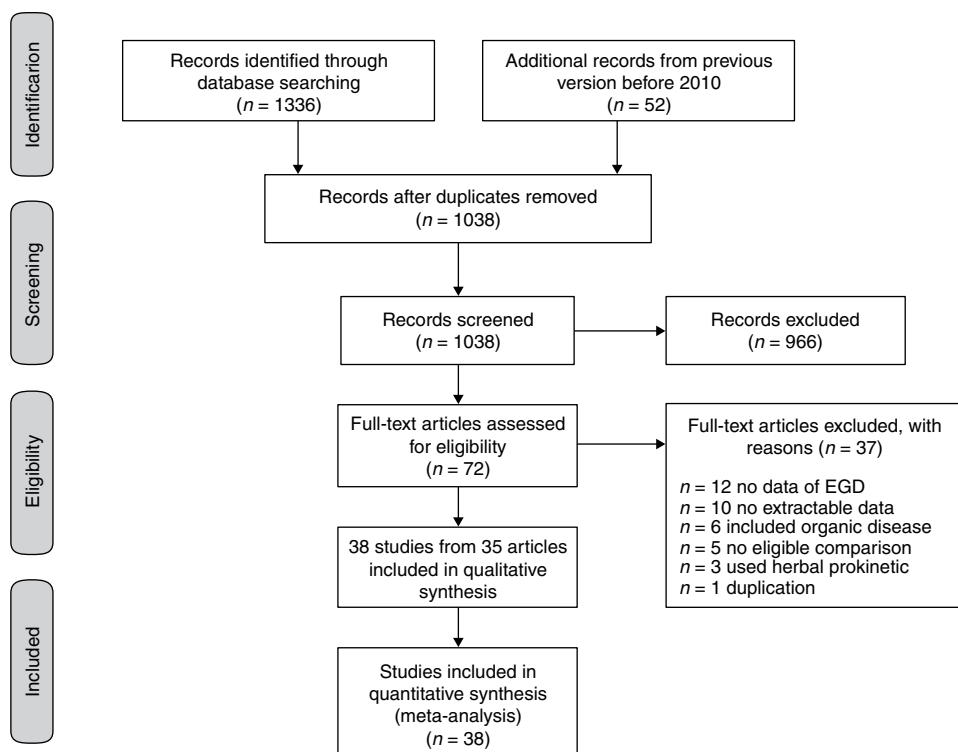 Identificarion
Records identified through
database searching
(n = 1336)
Additional records from previous
version before 2010
(n = 52)
Records after duplicates removed
(n = 1038)
Screening
Records screened
(n = 1038)
Records excluded
(n = 966)
Eligibility
Full-text articles assessed
for eligibility
(n = 72)
Full-text articles excluded, with
reasons (n = 37)
n = 12 no data of EGD
n = 10 no extractable data
n = 6 included organic disease
n = 5 no eligible comparison
n = 3 used herbal prokinetic
n = 1 duplication
38 studies from 35 articles
included in qualitative
synthesis
Included
Studies included in
quantitative synthesis
(meta-analysis)
(n = 38)